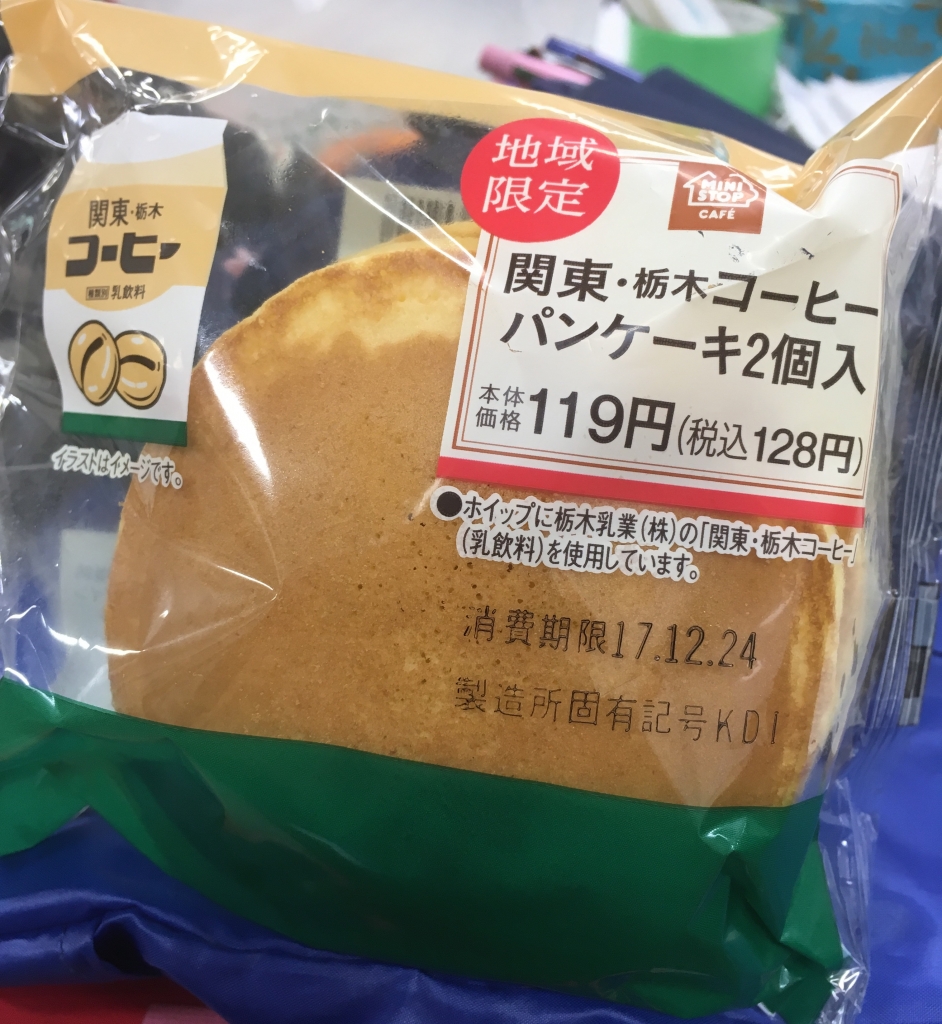 関東・栃木
コーヒー
種類別 乳飲料
イラストはイメージです。
地域
限定
MINI
STOP
CAFÉ
関東・栃木コーヒー
パンケーキ2個入
本体
価格119円(税込128円)
●ホイップに栃木乳業(株)の「関東・栃木コーヒー」
(乳飲料)を使用しています。
消費期限17.12.24
製造所固有記号KDI